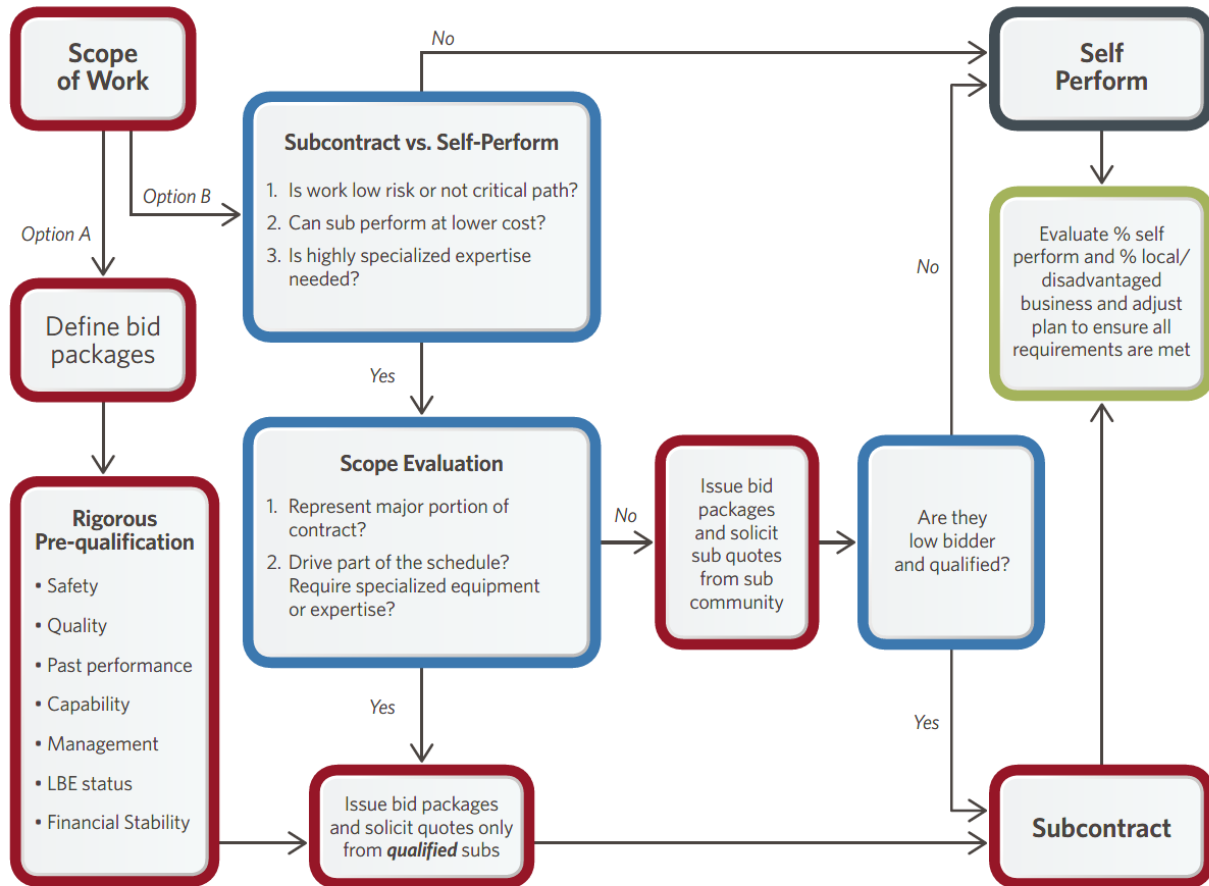 Scope
of Work
Option A
Option B
Define bid
packages
Rigorous
Pre-qualification
• Safety
• Quality
• Past performance
• Capability
• Management
• LBE status
• Financial Stability
Subcontract vs. Self-Perform
1. Is work low risk or not critical path?
2. Can sub perform at lower cost?
3. Is highly specialized expertise
needed?
No
Yes
Scope Evaluation
1. Represent major portion of
contract?
2. Drive part of the schedule?
Require specialized equipment
or expertise?
No
Yes
Issue bid packages
and solicit quotes only
from qualified subs
Issue bid
packages
and solicit
sub quotes
from sub
community
Are they
low bidder
and qualified?
No
Yes
Self
Perform
Evaluate % self
perform and % local/
disadvantaged
business and adjust
plan to ensure all
requirements are met
Subcontract